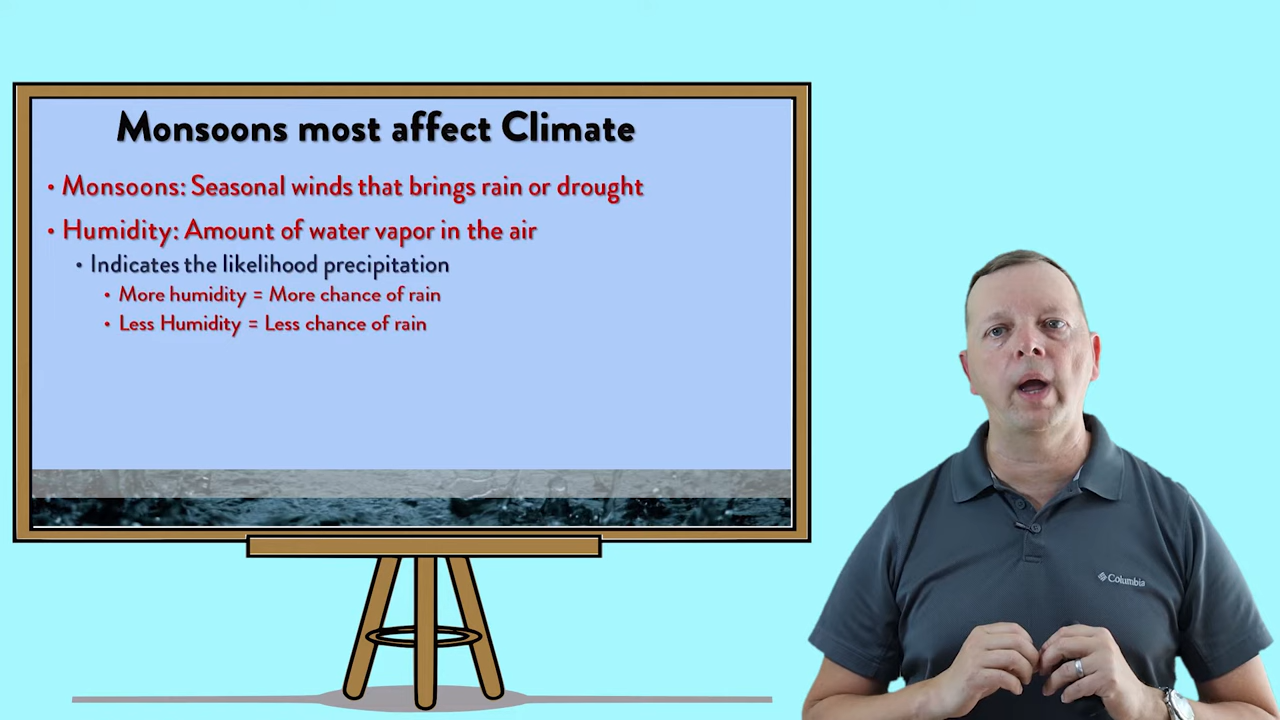 Monsoons most affect Climate
• Monsoons: Seasonal winds that brings rain or drought
• Humidity: Amount of water vapor in the air
• Indicates the likelihood precipitation
• More humidity = More chance of rain
• Less Humidity = Less chance of rain
Columbia